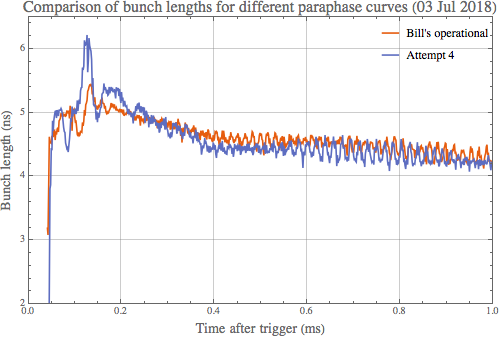 Comparison of bunch lengths for different paraphase curves (03 Jul 2018)
Bill's operational
Attempt 4
Bunch length (ns)
6
5
4
3
2
0.0 0.2 0.4 0.6 0.8 1.0
Time after trigger (ms)